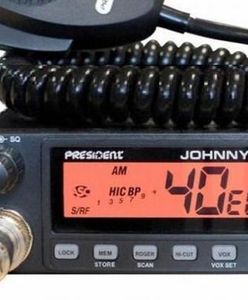 SQ
PRESIDENT JOHNNY
AM
HIC BP
1 3 5 7 9 +
S/RF
40 EU
LOCK MEM ROGER HI-CUT VOX
STORE SCAN VOX SET